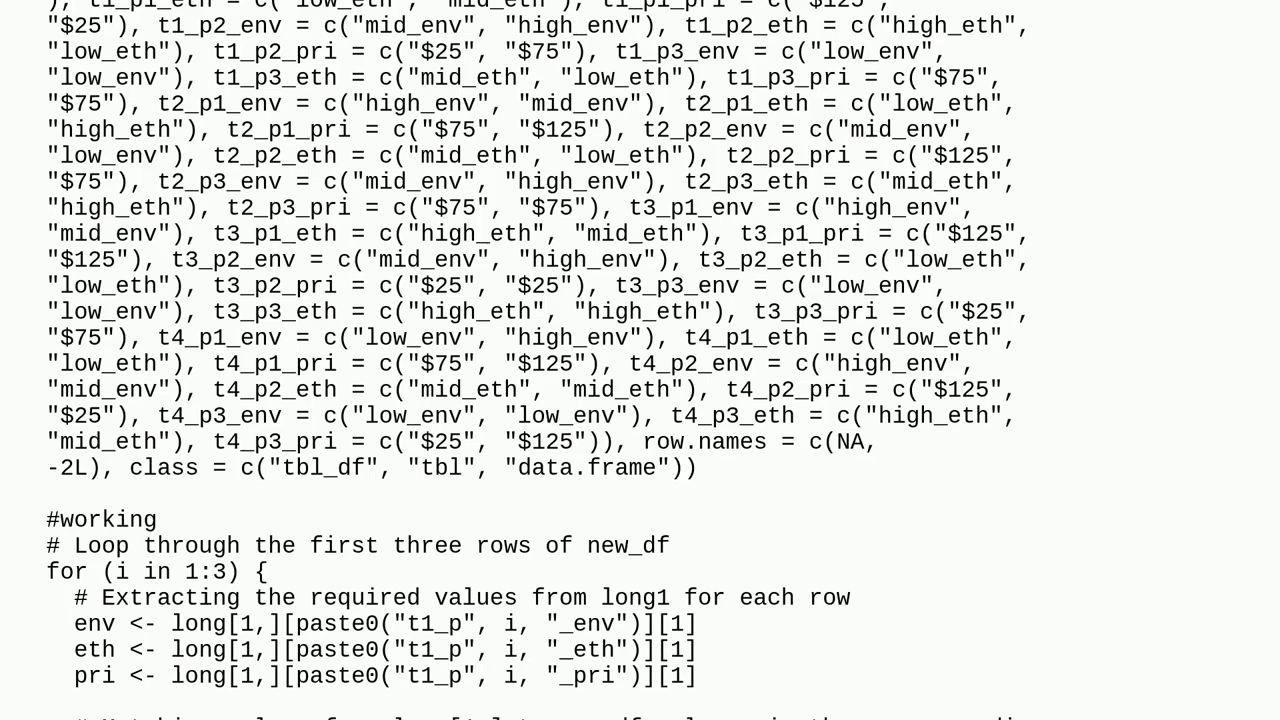 ), t1_p1_eth = c("low_eth", "mid_eth"), t1_p1_pri = c("$125",
"$25"), t1_p2_env = c("mid_env", "high_env"), t1_p2_eth = c("high_eth",
"low_eth"), t1_p2_pri = c("$25", "$75"), t1_p3_env = c("low_env",
"low_env"), t1_p3_eth = c("mid_eth", "low_eth"), t1_p3_pri = c("$75",
"$75"), t2_p1_env = c("high_env", "mid_env"), t2_p1_eth = c("low_eth",
"high_eth"), t2_p1_pri = c("$75", "$125"), t2_p2_env = c("mid_env",
"low_env"), t2_p2_eth = c("mid_eth", "low_eth"), t2_p2_pri = c("$125",
"$75"), t2_p3_env = c("mid_env", "high_env"), t2_p3_eth = c("mid_eth",
"high_eth"), t2_p3_pri = c("$75", "$75"), t3_p1_env = c("high_env",
"mid_env"), t3_p1_eth = c("high_eth", "mid_eth"), t3_p1_pri = c("$125",
"$125"), t3_p2_env = c("mid_env", "high_env"), t3_p2_eth = c("low_eth",
"low_eth"), t3_p2_pri = c("$25", "$25"), t3_p3_env = c("low_env",
"low_env"), t3_p3_eth = c("high_eth", "high_eth"), t3_p3_pri = c("$25",
"$75"), t4_p1_env = c("low_env", "high_env"), t4_p1_eth = c("low_eth",
"low_eth"), t4_p1_pri = c("$75", "$125"), t4_p2_env = c("high_env",
"mid_env"), t4_p2_eth = c("mid_eth", "mid_eth"), t4_p2_pri = c("$125",
"$25"), t4_p3_env = c("low_env", "low_env"), t4_p3_eth = c("high_eth",
"mid_eth"), t4_p3_pri = c("$25", "$125")), row.names = c(NA,
-2L), class = c("tbl_df", "tbl", "data.frame"))
#working
# Loop through the first three rows of new_df
for (i in 1:3) {
# Extracting the required values from long1 for each row
env <- long[1,][paste0("t1_p", i, "_env")][1]
eth <- long[1,][paste0("t1_p", i, "_eth")][1]
pri <- long[1,][paste0("t1_p", i, "_pri")][1]